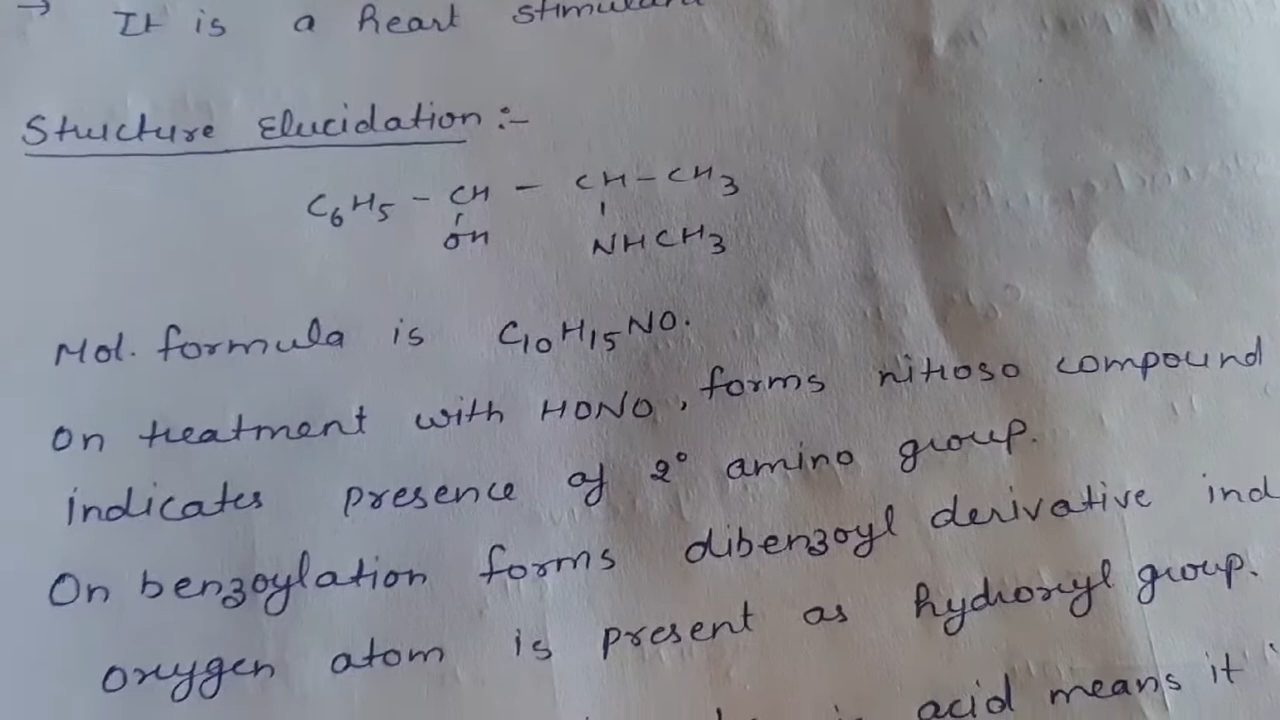 → It is a heart stimulant
Structure Elucidation :-
C6H5 - CH - CH - CH3
OH NHCH3
Mol. formula is C10H15NO.
On treatment with HONO, forms nitroso compound
indicates presence of 2° amino group.
On benzoylation forms dibenzoyl derivative ind
oxygen atom is present as hydroxyl group.
acid means it